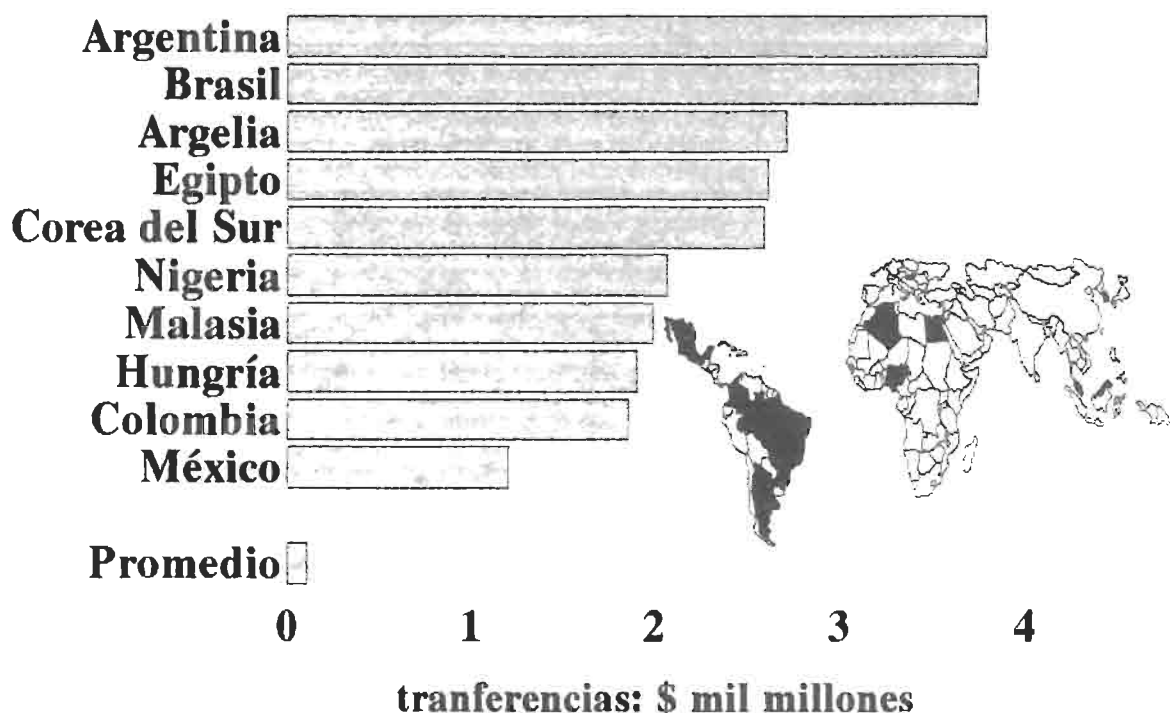 Argentina
Brasil
Argelia
Egipto
Corea del Sur
Nigeria
Malasia
Hungría
Colombia
México
Promedio
0 1 2 3 4
tranferencias: $ mil millones